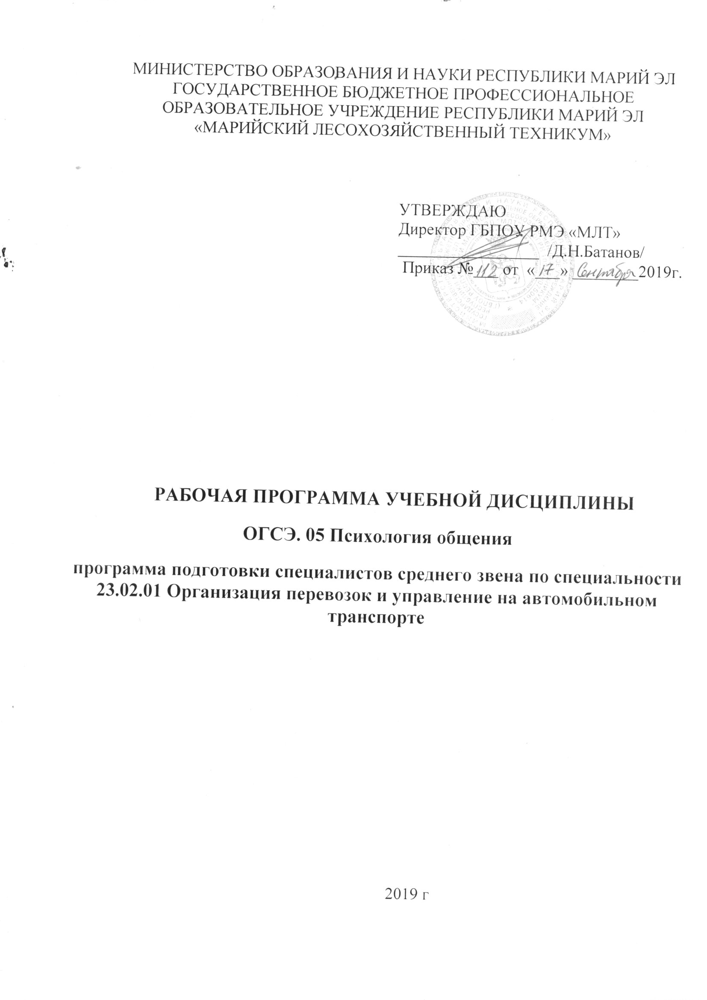 МИНИСТЕРСТВО ОБРАЗОВАНИЯ И НАУКИ РЕСПУБЛИКИ МАРИЙ ЭЛ
ГОСУДАРСТВЕННОЕ БЮДЖЕТНОЕ ПРОФЕССИОНАЛЬНОЕ
ОБРАЗОВАТЕЛЬНОЕ УЧРЕЖДЕНИЕ РЕСПУБЛИКИ МАРИЙ ЭЛ
«МАРИЙСКИЙ ЛЕСОХОЗЯЙСТВЕННЫЙ ТЕХНИКУМ»
УТВЕРЖДАЮ
Директор ГБПОУ РМЭ «МЛТ»
/Д.Н.Батанов/
Приказ № 112 от «17» Сентября 2019г.
РАБОЧАЯ ПРОГРАММА УЧЕБНОЙ ДИСЦИПЛИНЫ
ОГСЭ. 05 Психология общения
программа подготовки специалистов среднего звена по специальности
23.02.01 Организация перевозок и управление на автомобильном
транспорте
2019 г